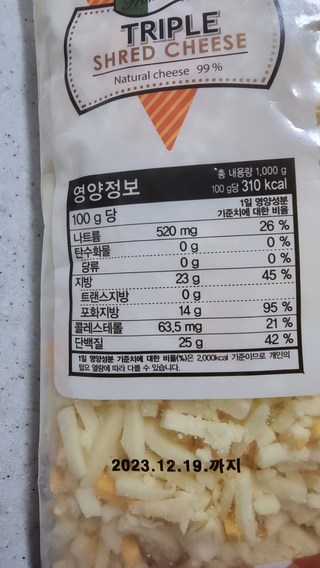 TRIPLE
SHRED CHEESE
Natural cheese 99%
영양정보
총 내용량 1,000 g
100 g당 310 kcal
100 g 당
1일 영양성분
기준치에 대한 비율
나트륨 520 mg 26 %
탄수화물 0 g 0 %
당류 0 g 0 %
지방 23 g 45 %
트랜스지방 0 g
포화지방 14 g 95 %
콜레스테롤 63,5 mg 21 %
단백질 25 g 42 %
1일 영양성분 기준치에 대한 비율(%)은 2,000kcal 기준이므로 개인의
필요 열량에 따라 다를 수 있습니다.
2023.12.19.까지